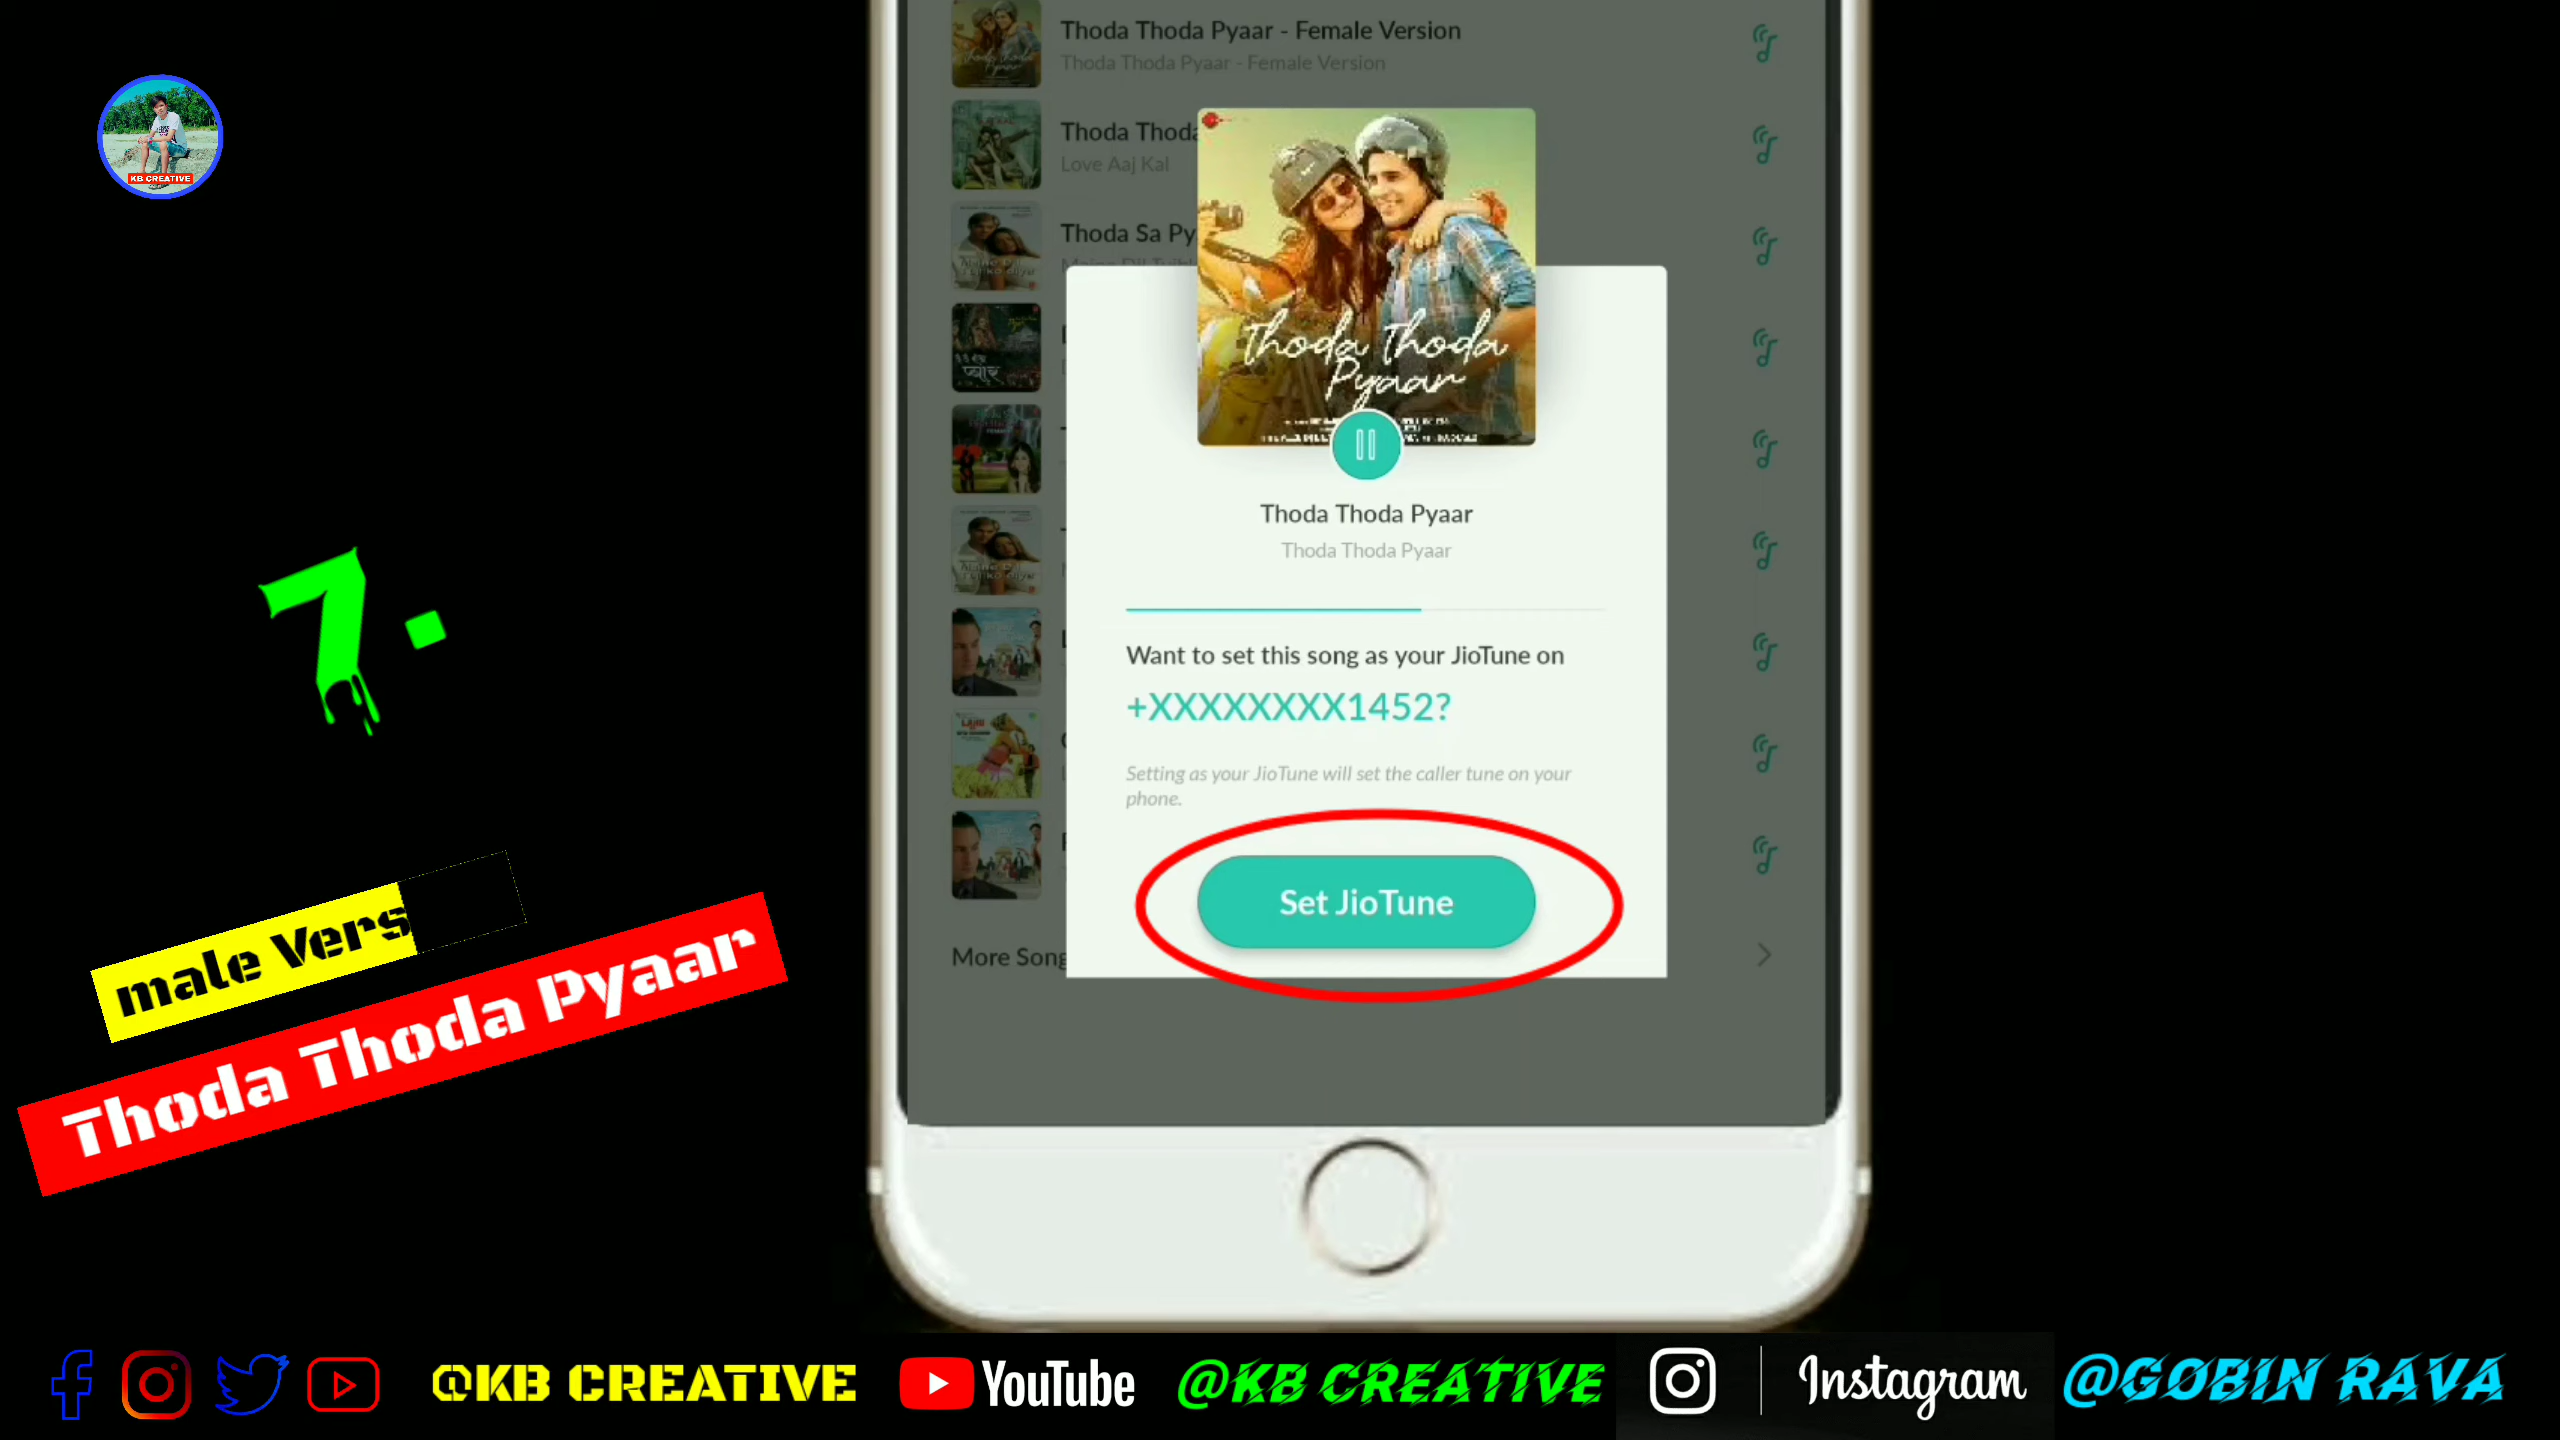 Thoda Thoda Pyaar - Female Version
Thoda Thoda Pyaar - Female Version
Thoda Thoda
Love Aaj Kal
Thoda Sa Py
KB CREATIVE
Thoda Thoda
Pyaar
प्यार
Thoda Thoda Pyaar
Thoda Thoda Pyaar
Want to set this song as your JioTune on
+XXXXXXXX1452?
Setting as your JioTune will set the caller tune on your
phone.
Set JioTune
More Song
7.
male Vers
Thoda Thoda Pyaar
@KB CREATIVE
YouTube
@KB CREATIVE
Instagram
@GOBIN RAVA